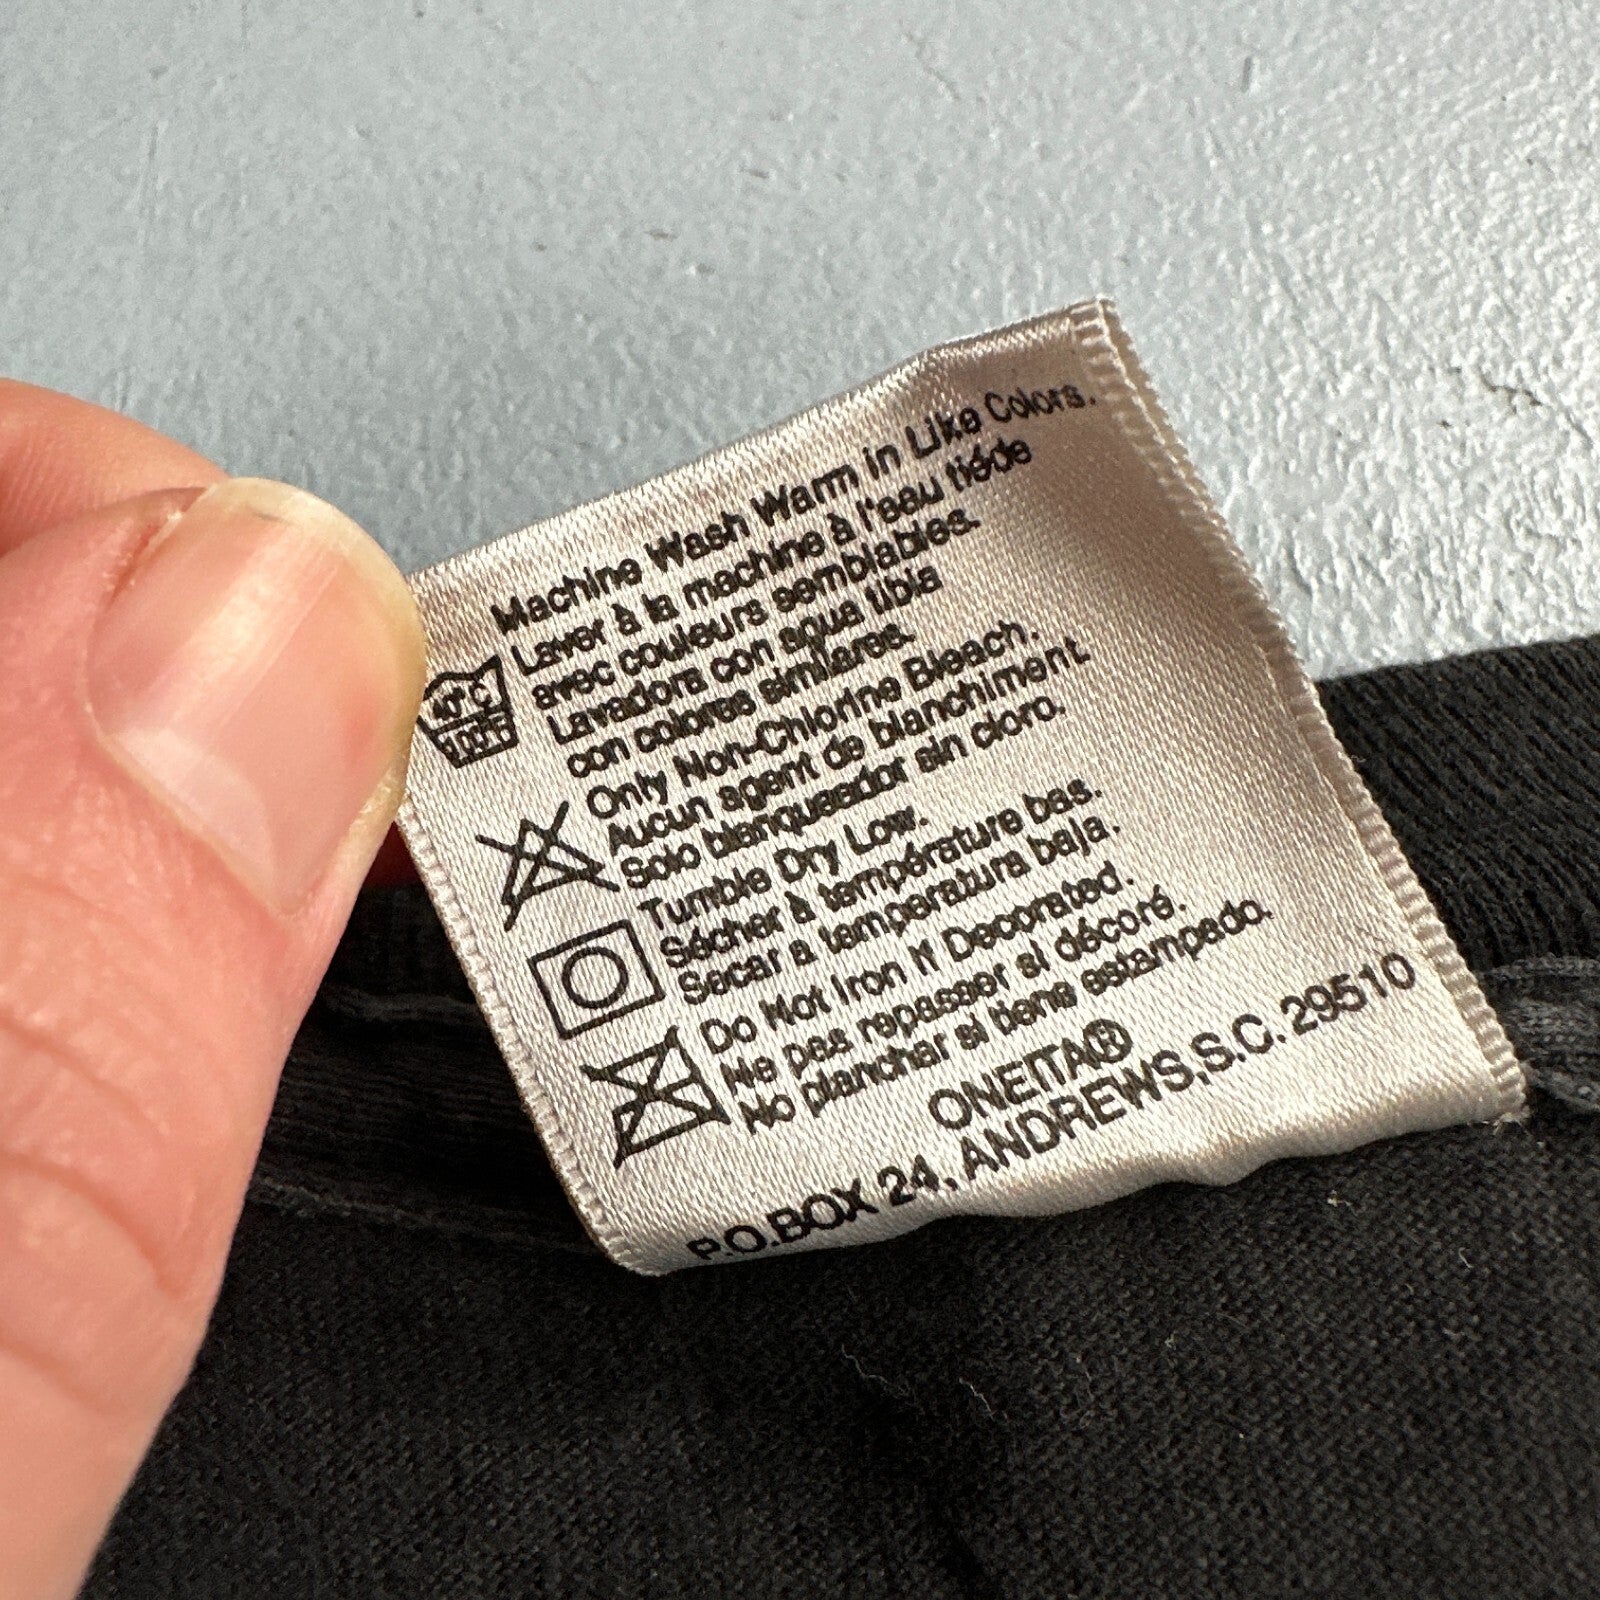 Machine Wash Warm in Like Colors.
Laver à la machine à l'eau tiéde
avec couleurs semblables.
Lavadora con agua tibia
con colores similares.
40°C
100°F
Only Non-Chlorine Bleach.
Aucun agent de blanchiment
Solo blanqueador sin cloro.
Tumble Dry Low.
Sécher à température bas.
Secar a temperatura baja.
Do Not Iron if Decorated.
Ne pas repasser si décoré.
No planchar si tiene estampado.
ONEITA®
P.O.BOX 24, ANDREWS,S.C. 29510